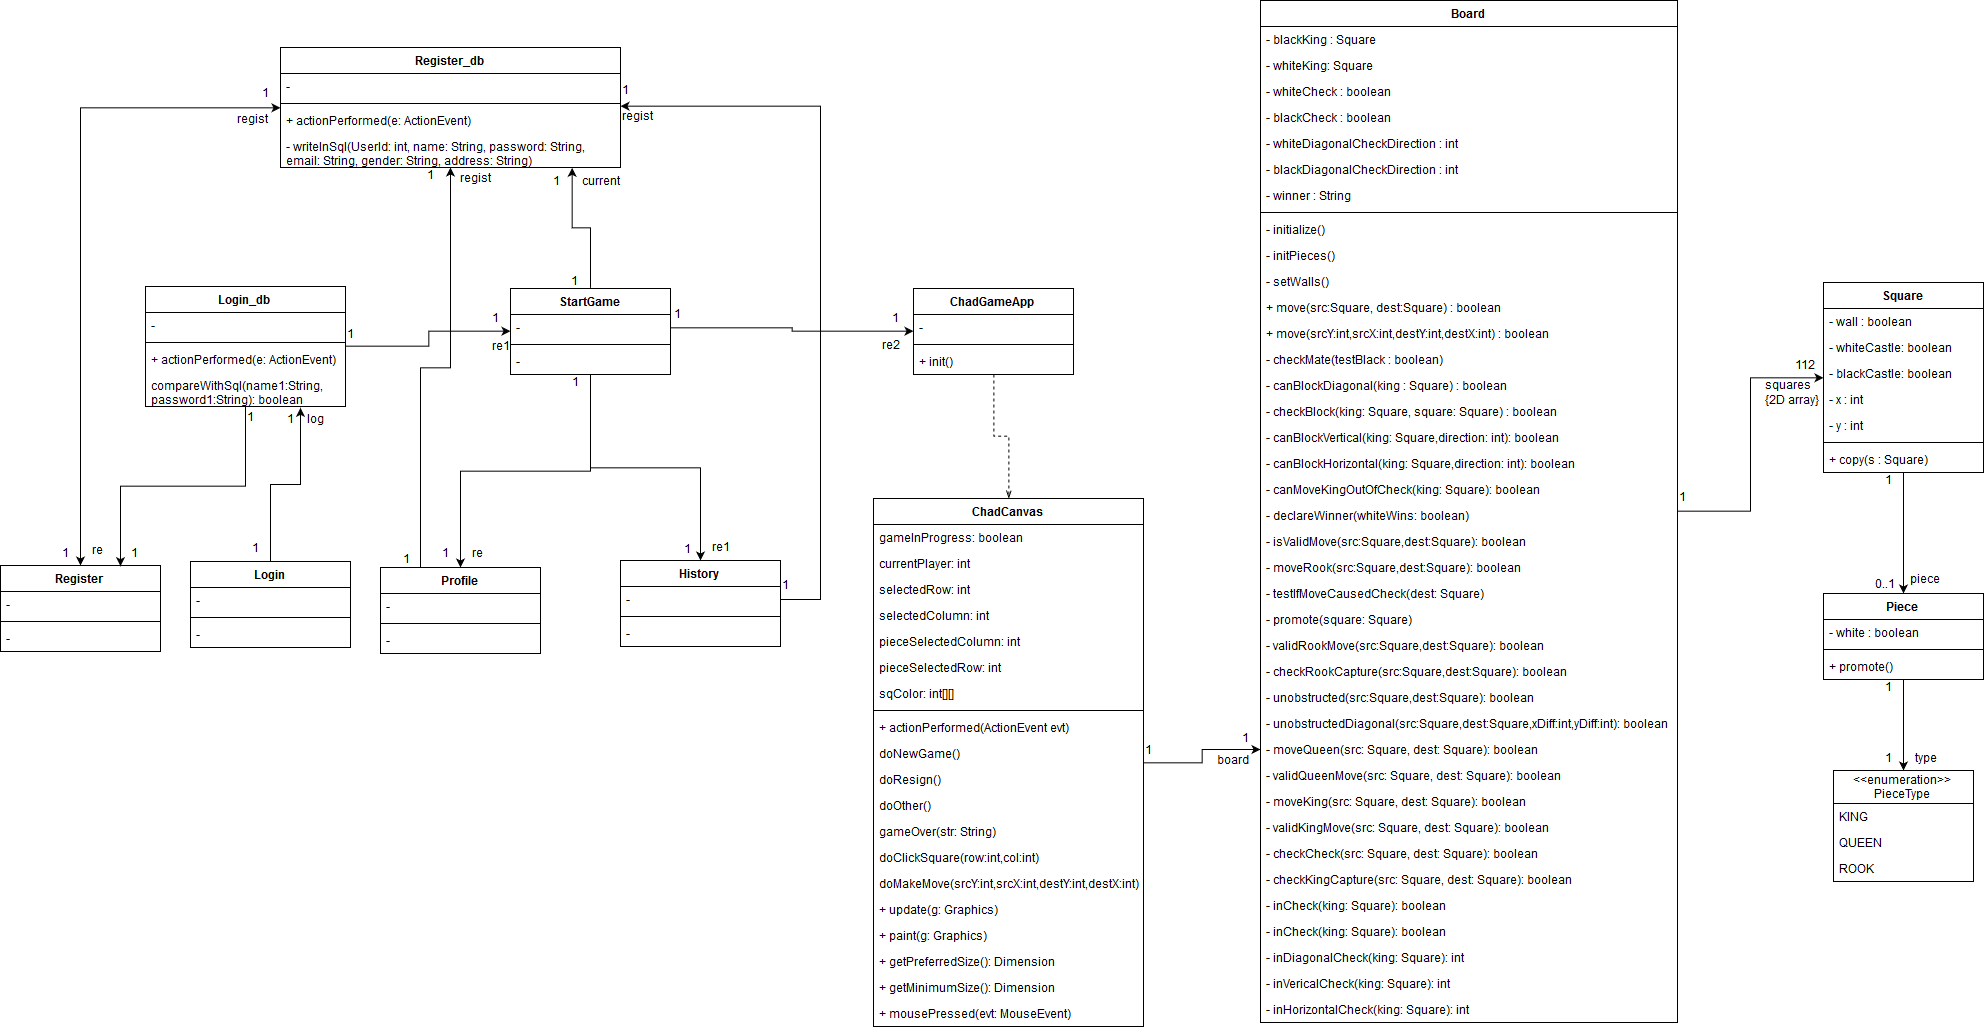 Register_db
-
+ actionPerformed(e: ActionEvent)
- writeInSql(UserId: int, name: String, password: String,
email: String, gender: String, address: String)
1
regist
1
regist
1
regist
1
current
Login_db
-
+ actionPerformed(e: ActionEvent)
compareWithSql(name1:String,
password1:String): boolean
1
1
1
log
1
re1
1
StartGame
-
-
1
1
1
re2
ChadGameApp
-
+ init()
1
re
1
Register
-
-
1
Login
-
-
1
1
re
Profile
-
-
1
re1
History
-
-
1
ChadCanvas
gameInProgress: boolean
currentPlayer: int
selectedRow: int
selectedColumn: int
pieceSelectedColumn: int
pieceSelectedRow: int
sqColor: int[][]
+ actionPerformed(ActionEvent evt)
doNewGame()
doResign()
doOther()
gameOver(str: String)
doClickSquare(row:int,col:int)
doMakeMove(srcY:int,srcX:int,destY:int,destX:int)
+ update(g: Graphics)
+ paint(g: Graphics)
+ getPreferredSize(): Dimension
+ getMinimumSize(): Dimension
+ mousePressed(evt: MouseEvent)
1
1
board
Board
- blackKing : Square
- whiteKing: Square
- whiteCheck : boolean
- blackCheck : boolean
- whiteDiagonalCheckDirection : int
- blackDiagonalCheckDirection : int
- winner : String
- initialize()
- initPieces()
- setWalls()
+ move(src:Square, dest:Square) : boolean
+ move(srcY:int,srcX:int,destY:int,destX:int) : boolean
- checkMate(testBlack : boolean)
- canBlockDiagonal(king : Square) : boolean
- checkBlock(king: Square, square: Square) : boolean
- canBlockVertical(king: Square,direction: int): boolean
- canBlockHorizontal(king: Square,direction: int): boolean
- canMoveKingOutOfCheck(king: Square): boolean
- declareWinner(whiteWins: boolean)
- isValidMove(src:Square,dest:Square): boolean
- moveRook(src:Square,dest:Square): boolean
- testIfMoveCausedCheck(dest: Square)
- promote(square: Square)
- validRookMove(src:Square,dest:Square): boolean
- checkRookCapture(src:Square,dest:Square): boolean
- unobstructed(src:Square,dest:Square): boolean
- unobstructedDiagonal(src:Square,dest:Square,xDiff:int,yDiff:int): boolean
- moveQueen(src: Square, dest: Square): boolean
- validQueenMove(src: Square, dest: Square): boolean
- moveKing(src: Square, dest: Square): boolean
- validKingMove(src: Square, dest: Square): boolean
- checkCheck(src: Square, dest: Square): boolean
- checkKingCapture(src: Square, dest: Square): boolean
- inCheck(king: Square): boolean
- inCheck(king: Square): boolean
- inDiagonalCheck(king: Square): int
- inVericalCheck(king: Square): int
- inHorizontalCheck(king: Square): int
1
112
squares
{2D array}
Square
- wall : boolean
- whiteCastle: boolean
- blackCastle: boolean
- x : int
- y : int
+ copy(s : Square)
1
0..1
piece
Piece
- white : boolean
+ promote()
1
1
type
<<enumeration>>
PieceType
KING
QUEEN
ROOK